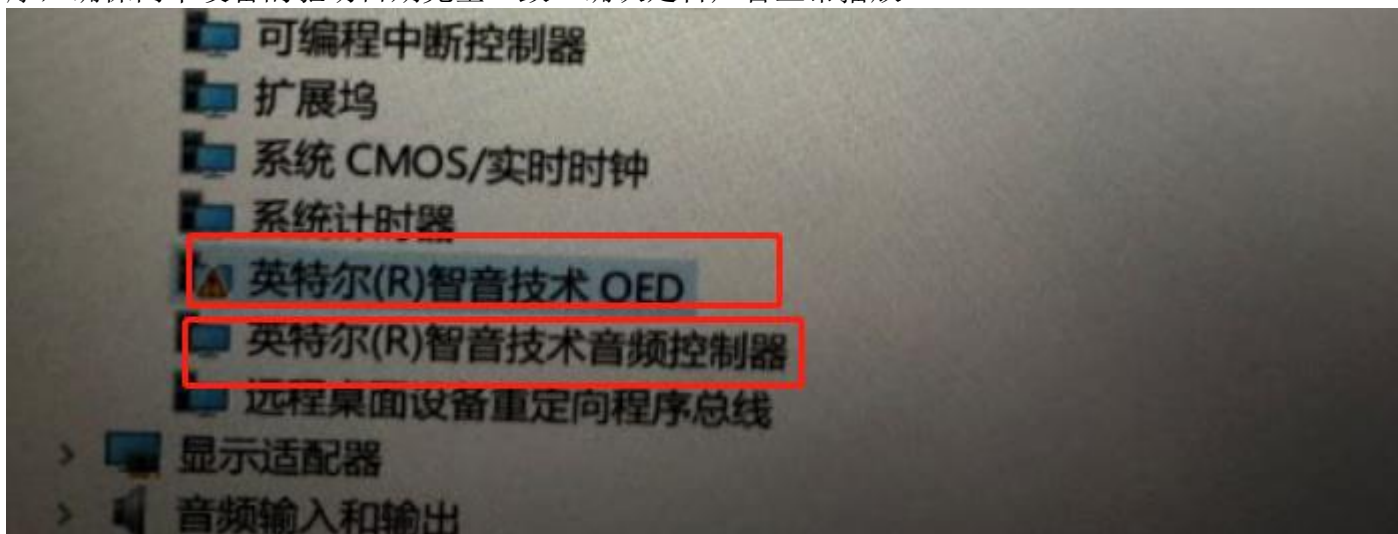 可编程中断控制器
扩展坞
系统 CMOS/实时时钟
系统计时器
英特尔(R)智音技术 OED
英特尔(R)智音技术音频控制器
远程桌面设备重定向程序总线
显示适配器
音频输入和输出